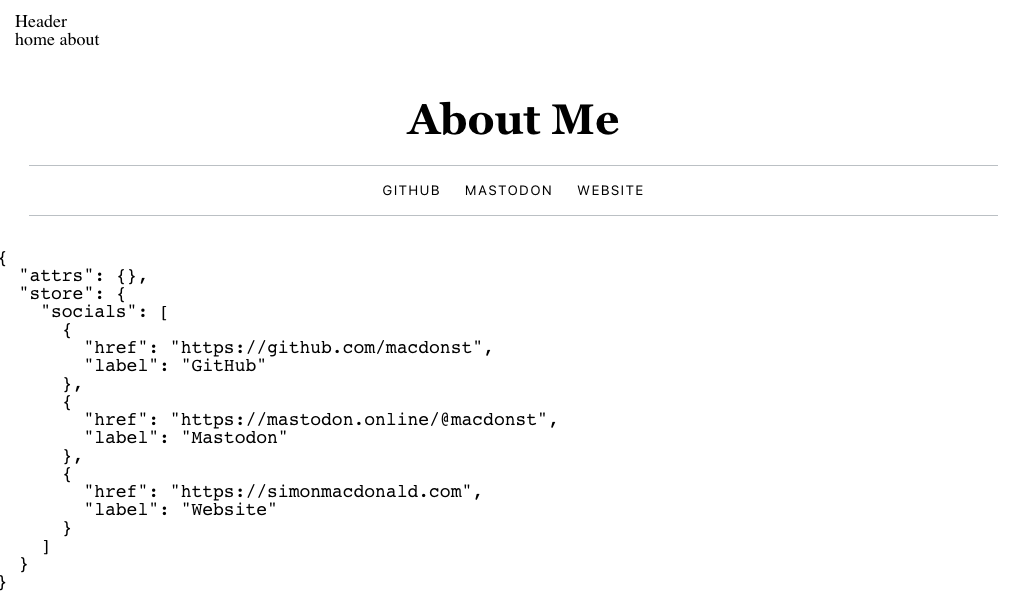 Header
home about
About Me
GITHUB MASTODON WEBSITE
{
  "attrs": {},
  "store": {
    "socials": [
      {
        "href": "https://github.com/macdonst",
        "label": "GitHub"
      },
      {
        "href": "https://mastodon.online/@macdonst",
        "label": "Mastodon"
      },
      {
        "href": "https://simonmacdonald.com",
        "label": "Website"
      }
    ]
  }
}